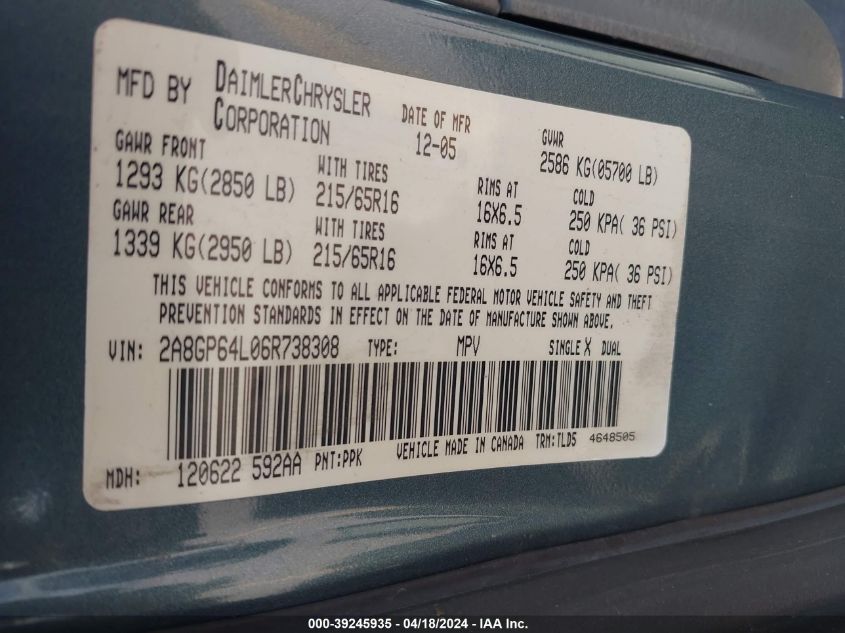 MFD BY DAIMLERCHRYSLER CORPORATION DATE OF MFR 12-05 GVWR 2586 KG(05700 LB)
GAWR FRONT 1293 KG(2850 LB) WITH TIRES 215/65R16 RIMS AT 16X6.5 COLD 250 KPA( 36 PSI)
GAWR REAR 1339 KG(2950 LB) WITH TIRES 215/65R16 RIMS AT 16X6.5 COLD 250 KPA( 36 PSI)
THIS VEHICLE CONFORMS TO ALL APPLICABLE FEDERAL MOTOR VEHICLE SAFETY AND THEFT
PREVENTION STANDARDS IN EFFECT ON THE DATE OF MANUFACTURE SHOWN ABOVE.
VIN: 2A8GP64L06R738308 TYPE: MPV SINGLE X DUAL
MDH: 120622 592AA PNT:PPK VEHICLE MADE IN CANADA TRM:TLD5 4648505
000-39245935 - 04/18/2024 - IAA Inc.